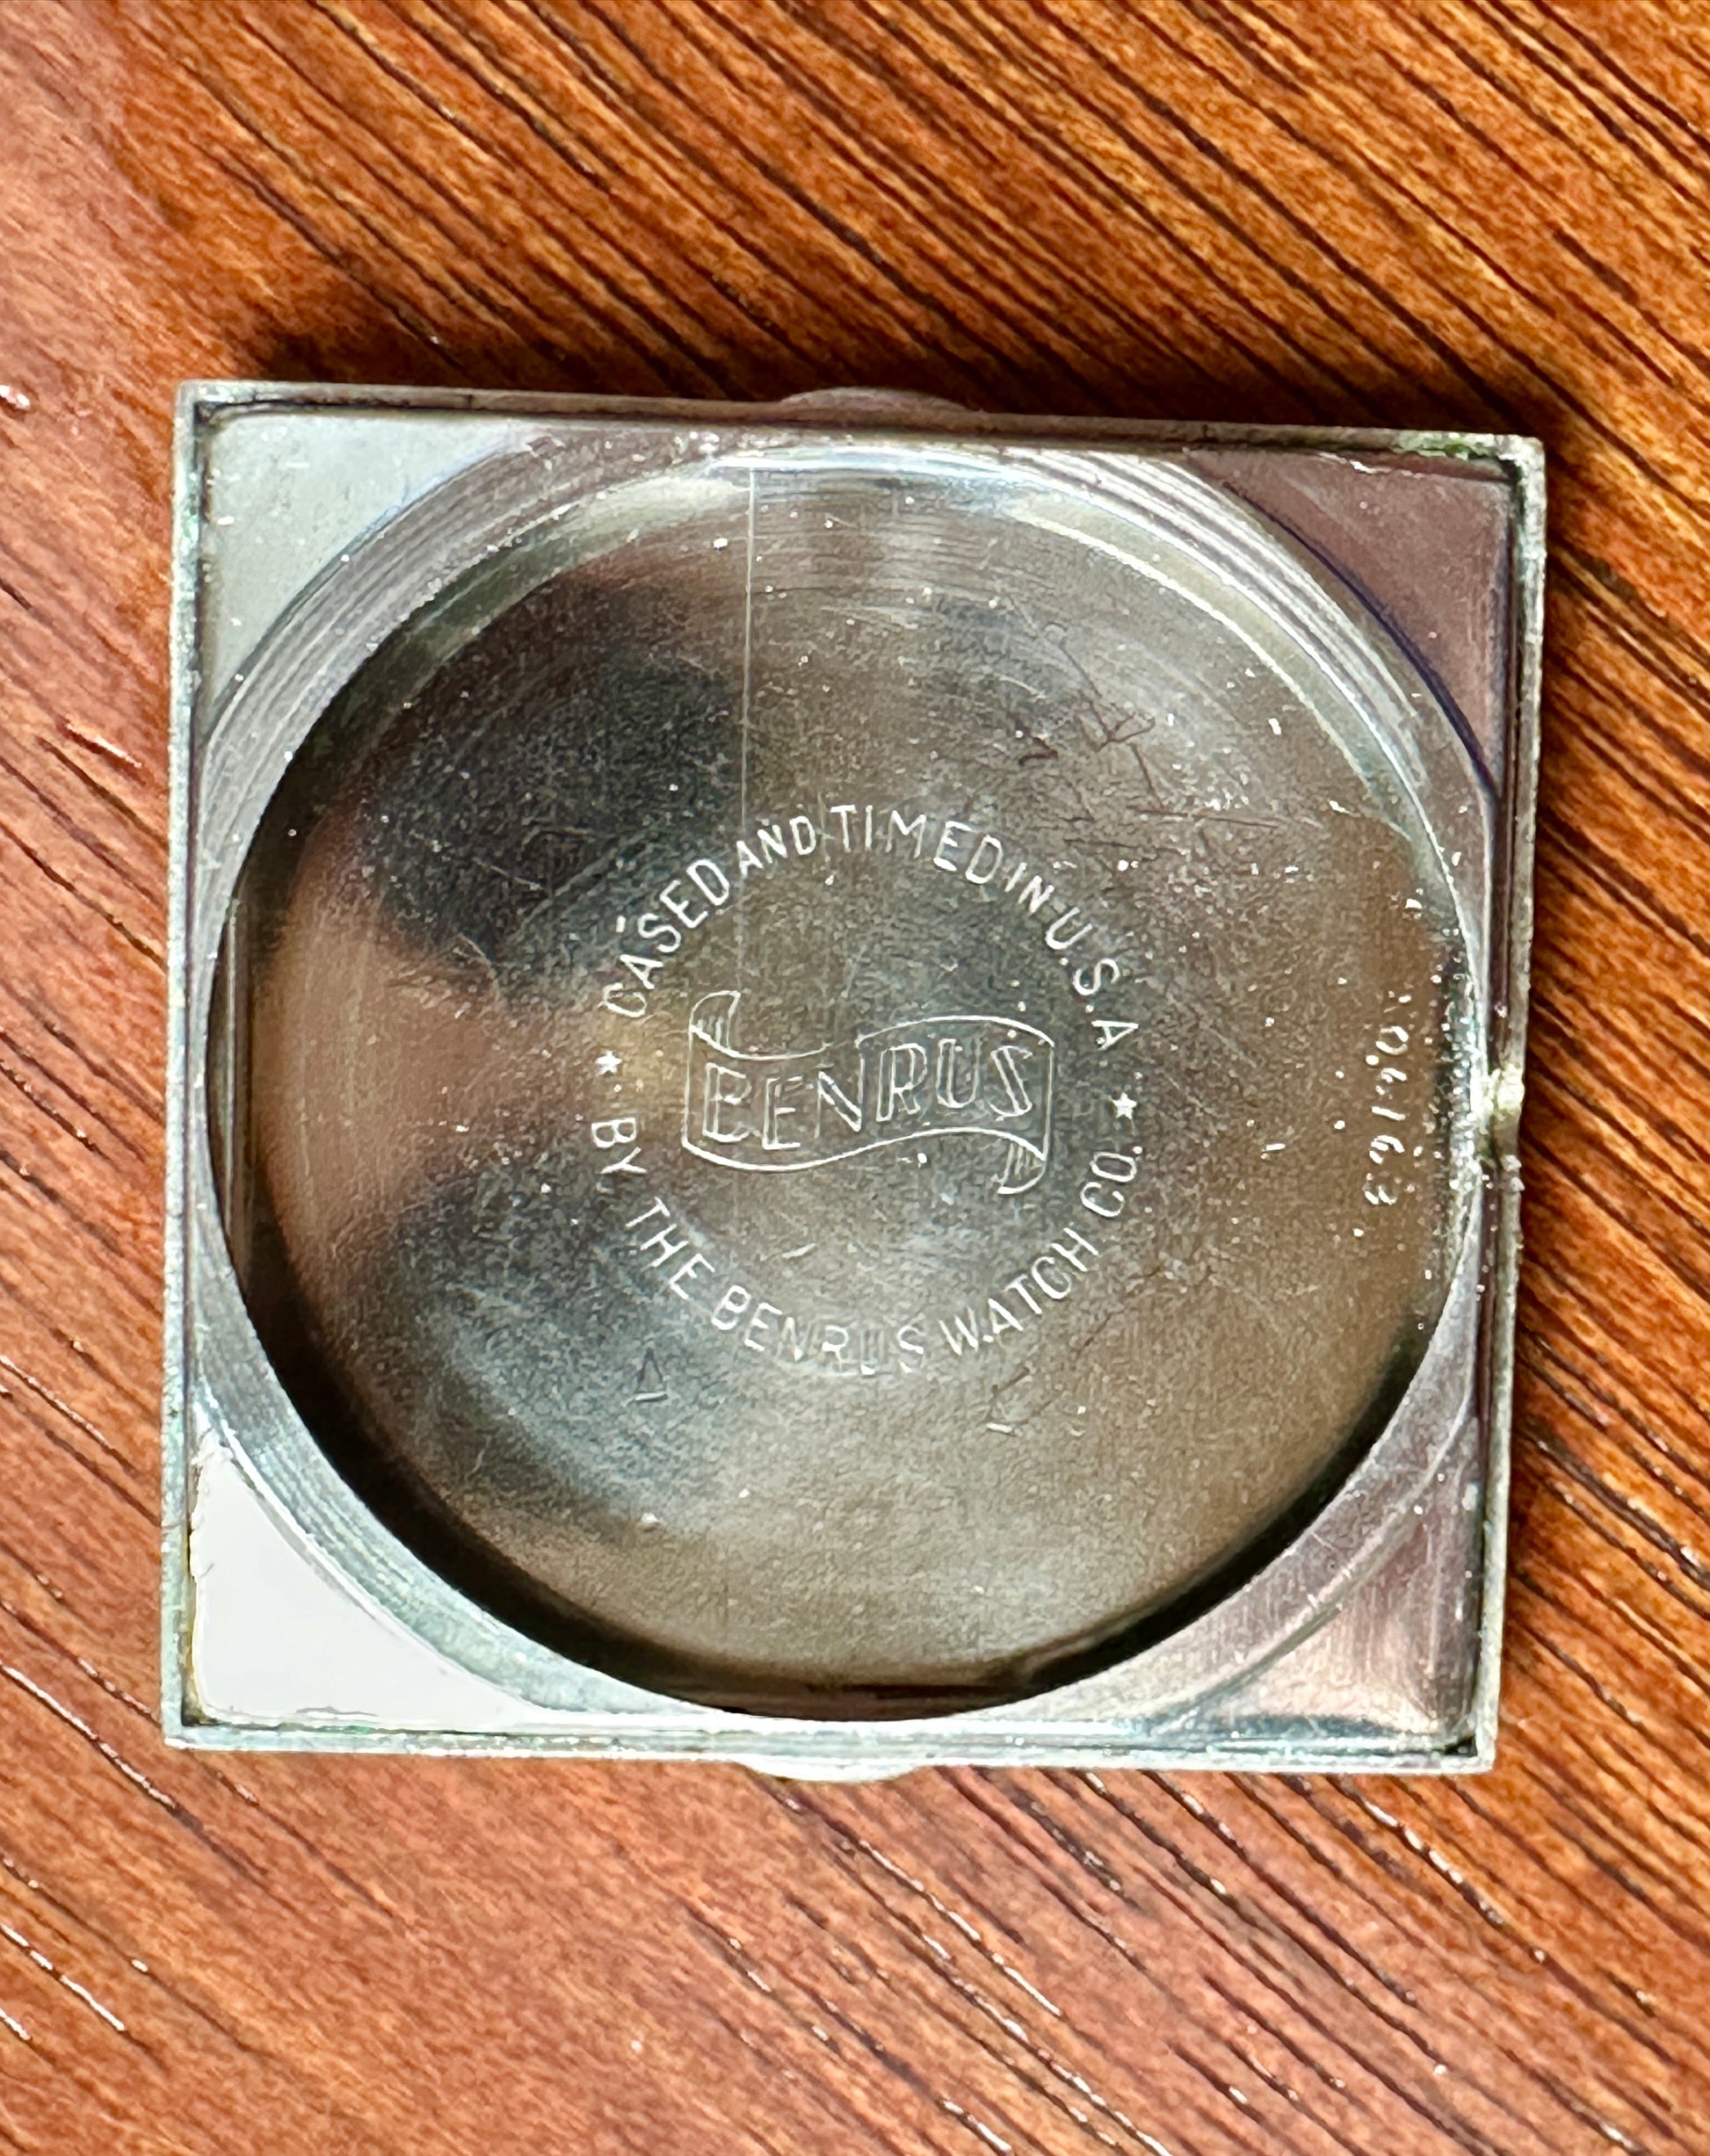 CASED AND TIMED IN U.S.A
★ BENRUS ★
BY THE BENRUS WATCH CO.